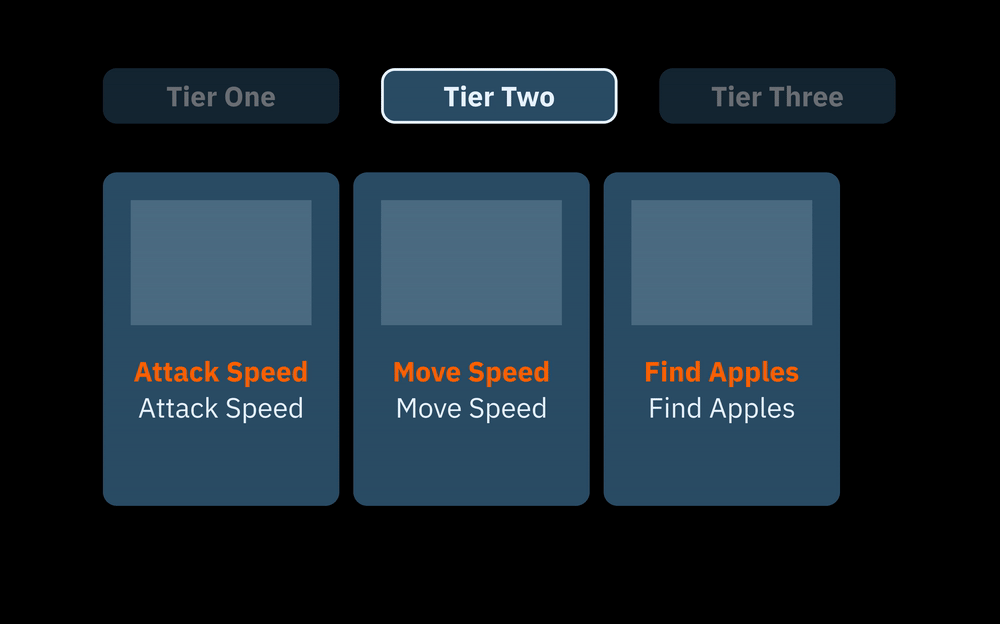 Tier One
Tier Two
Tier Three
Attack Speed
Attack Speed
Move Speed
Move Speed
Find Apples
Find Apples